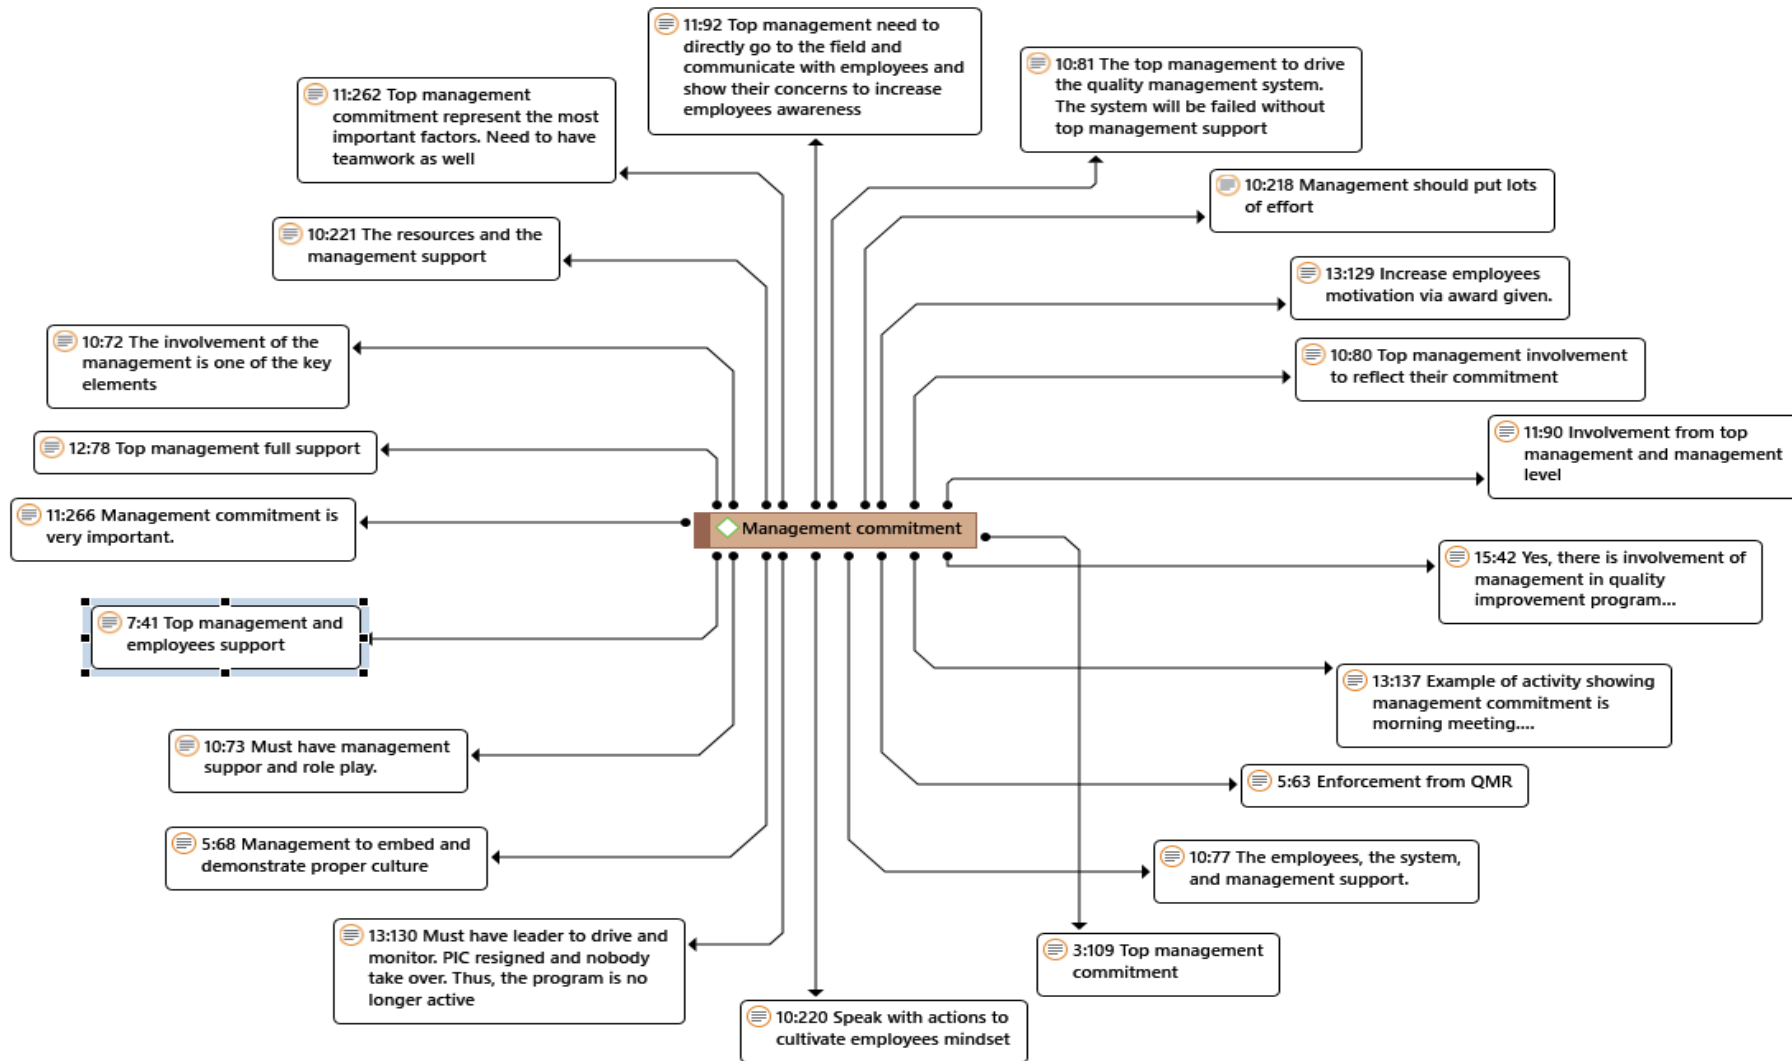 11:92 Top management need to
directly go to the field and
communicate with employees and
show their concerns to increase
employees awareness
10:81 The top management to drive
the quality management system.
The system will be failed without
top management support
11:262 Top management
commitment represent the most
important factors. Need to have
teamwork as well
10:218 Management should put lots
of effort
10:221 The resources and the
management support
13:129 Increase employees
motivation via award given.
10:72 The involvement of the
management is one of the key
elements
10:80 Top management involvement
to reflect their commitment
12:78 Top management full support
11:90 Involvement from top
management and management
level
11:266 Management commitment is
very important.
Management commitment
15:42 Yes, there is involvement of
management in quality
improvement program...
7:41 Top management and
employees support
13:137 Example of activity showing
management commitment is
morning meeting....
10:73 Must have management
suppor and role play.
5:63 Enforcement from QMR
5:68 Management to embed and
demonstrate proper culture
10:77 The employees, the system,
and management support.
13:130 Must have leader to drive and
monitor. PIC resigned and nobody
take over. Thus, the program is no
longer active
3:109 Top management
commitment
10:220 Speak with actions to
cultivate employees mindset